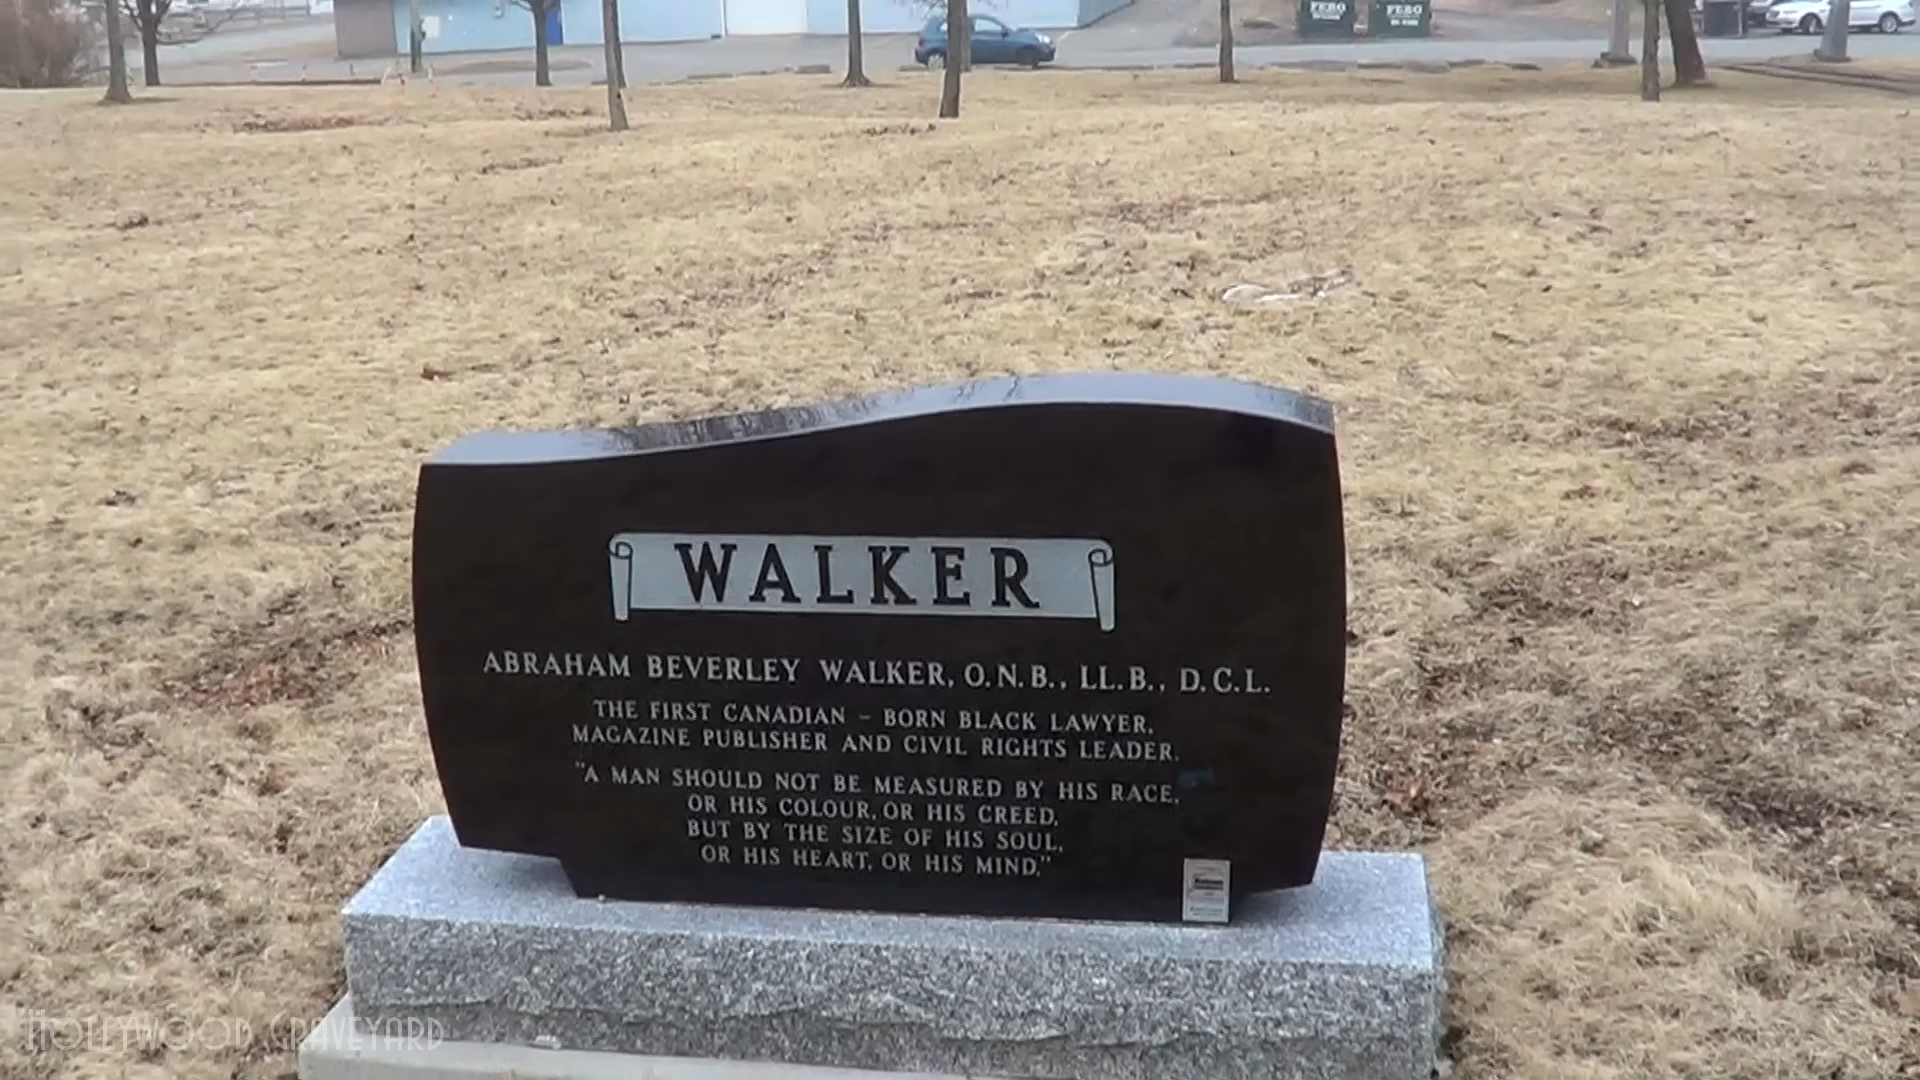 FERO
FERO
WALKER
ABRAHAM BEVERLEY WALKER, O.N.B., LL.B., D.C.L.
THE FIRST CANADIAN – BORN BLACK LAWYER,
MAGAZINE PUBLISHER AND CIVIL RIGHTS LEADER.
"A MAN SHOULD NOT BE MEASURED BY HIS RACE,
OR HIS COLOUR, OR HIS CREED,
BUT BY THE SIZE OF HIS SOUL,
OR HIS HEART, OR HIS MIND."
HOLLYWOOD GRAVEYARD